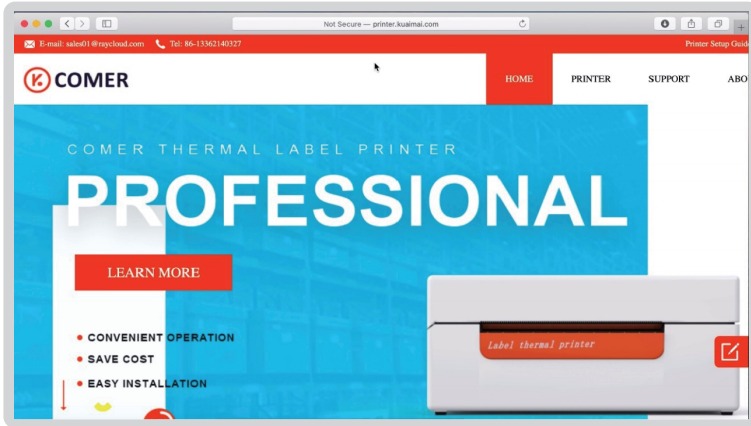 Not Secure — printer.kuaimai.com
E-mail: sales01@raycloud.com Tel: 86-13362140327 Printer Setup Guide
COMER HOME PRINTER SUPPORT ABO
COMER THERMAL LABEL PRINTER
PROFESSIONAL
LEARN MORE
CONVENIENT OPERATION
SAVE COST
EASY INSTALLATION
Label thermal printer